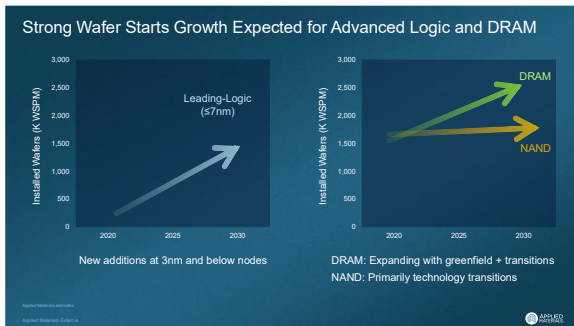 Strong Wafer Starts Growth Expected for Advanced Logic and DRAM
Installed Wafers (K WSPM)
3,000
2,500
2,000
1,500
1,000
500
0
Leading-Logic
(≤7nm)
2020
2025
2030
New additions at 3nm and below nodes
Installed Wafers (K WSPM)
3,000
2,500
2,000
1,500
1,000
500
0
DRAM
NAND
2020
2025
2030
DRAM: Expanding with greenfield + transitions
NAND: Primarily technology transitions
Applied Materials estimates
Applied Materials External
APPLIED
MATERIALS